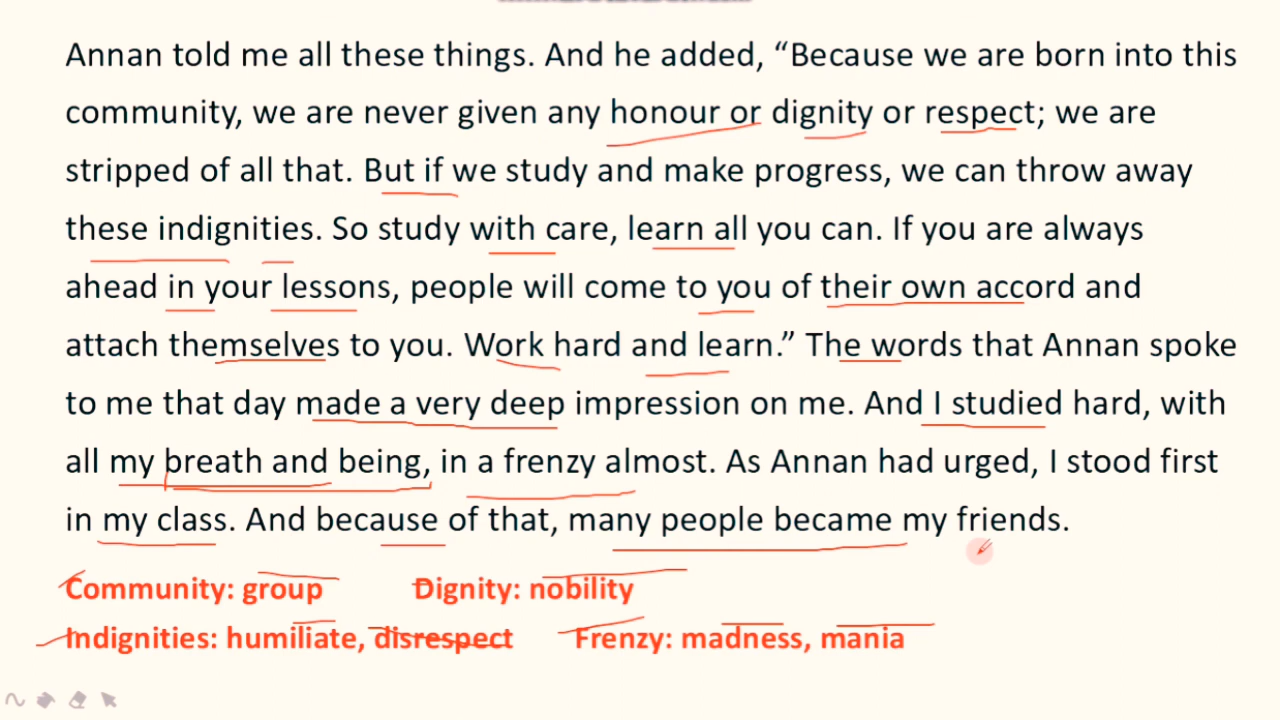 Annan told me all these things. And he added, “Because we are born into this
community, we are never given any honour or dignity or respect; we are
stripped of all that. But if we study and make progress, we can throw away
these indignities. So study with care, learn all you can. If you are always
ahead in your lessons, people will come to you of their own accord and
attach themselves to you. Work hard and learn.” The words that Annan spoke
to me that day made a very deep impression on me. And I studied hard, with
all my breath and being, in a frenzy almost. As Annan had urged, I stood first
in my class. And because of that, many people became my friends.
Community: group Dignity: nobility
Indignities: humiliate, disrespect Frenzy: madness, mania